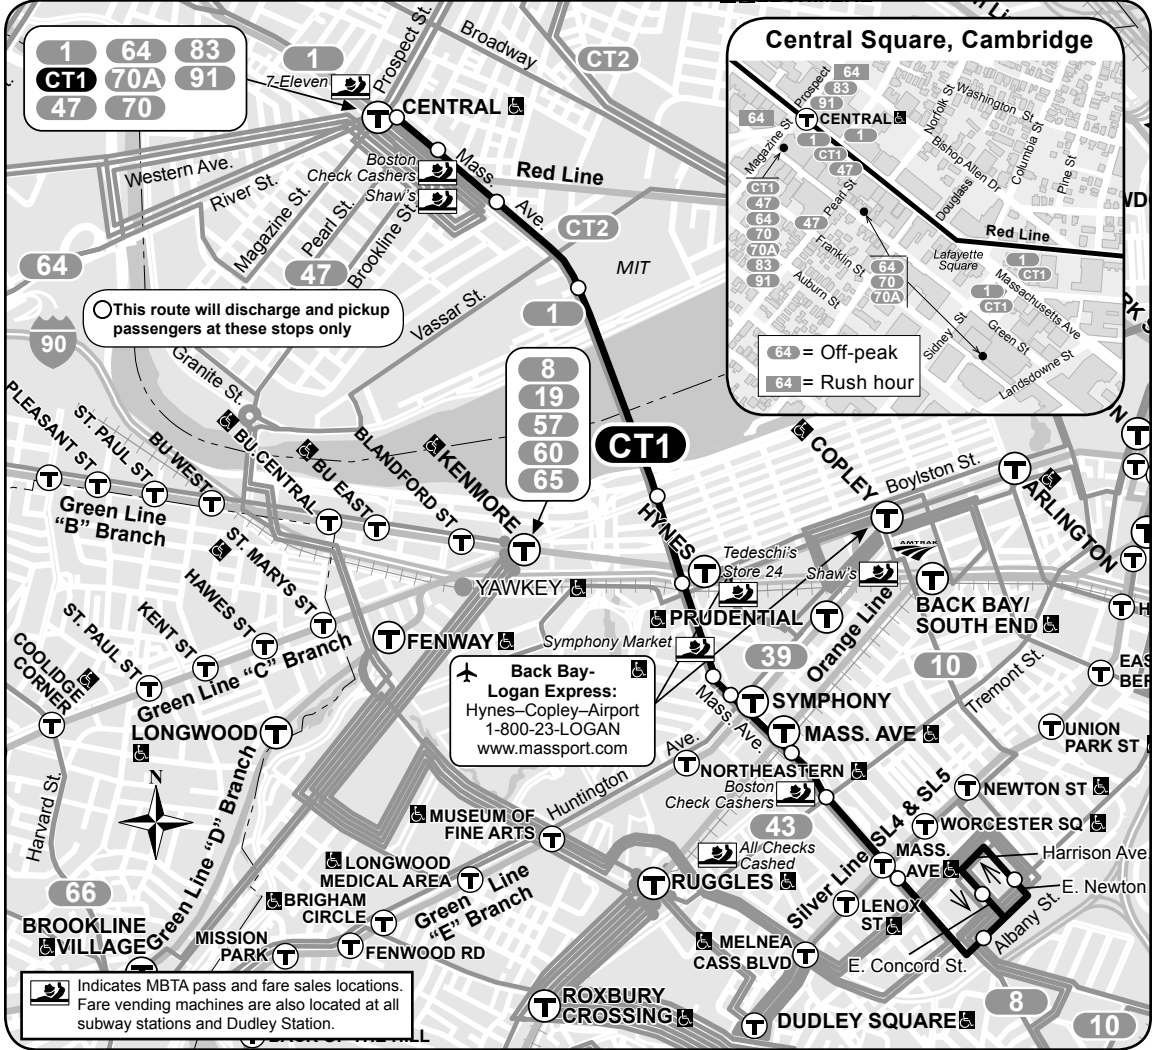 1 64 83
CT1 70A 91
47 70
1
7-Eleven
Prospect St.
Broadway
CT2
CENTRAL
Boston
Check Cashers
Shaw's
Mass.
Ave.
Red Line
CT2
Western Ave.
River St.
Magazine St.
Pearl St.
Brookline St.
64
47
MIT
This route will discharge and pickup
passengers at these stops only
Vassar St.
1
90
Granite St.
8
19
57
60
65
CT1
Central Square, Cambridge
Prospect
64
83
91
64
CENTRAL
Magazine St
1
1
CT1
47
Norfolk St
Washington St
Columbia St
Bishop Allen Dr
Pine St
Douglass
CT1
47
64
70
70A
83
91
Pearl St
47
Franklin St
Auburn St
64
70
70A
Red Line
Lafayette
Square
1
CT1
1
CT1
Massachusetts Ave
Green St
Sidney St
Landsdowne St
64 = Off-peak
64 = Rush hour
PLEASANT ST
ST. PAUL ST
BU WEST
BU CENTRAL
BU EAST
BLANDFORD ST
KENMORE
HYNES
COPLEY
Boylston St.
ARLINGTON
Green Line
“B” Branch
ST. MARYS ST
HAWES ST
KENT ST
ST. PAUL ST
COOLIDGE
CORNER
Green Line “C” Branch
YAWKEY
FENWAY
Tedeschi's
Store 24
Shaw's
AMTRAK
PRUDENTIAL
BACK BAY/
SOUTH END
Symphony Market
39
Orange Line
10
Tremont St.
Back Bay-
Logan Express:
Hynes–Copley–Airport
1-800-23-LOGAN
www.massport.com
Mass. Ave.
SYMPHONY
MASS. AVE
UNION
PARK ST
LONGWOOD
N
Harvard St.
Green Line “D” Branch
Huntington Ave.
NORTHEASTERN
Boston
Check Cashers
43
NEWTON ST
WORCESTER SQ
Silver Line SL4 & SL5
MASS.
AVE
Harrison Ave.
E. Newton
Albany St.
E. Concord St.
MUSEUM OF
FINE ARTS
LONGWOOD
MEDICAL AREA
Green Line
“E” Branch
BRIGHAM
CIRCLE
FENWOOD RD
MISSION
PARK
66
BROOKLINE
VILLAGE
All Checks
Cashed
RUGGLES
LENOX
ST
MELNEA
CASS BLVD
ROXBURY
CROSSING
DUDLEY SQUARE
8
10
Indicates MBTA pass and fare sales locations.
Fare vending machines are also located at all
subway stations and Dudley Station.